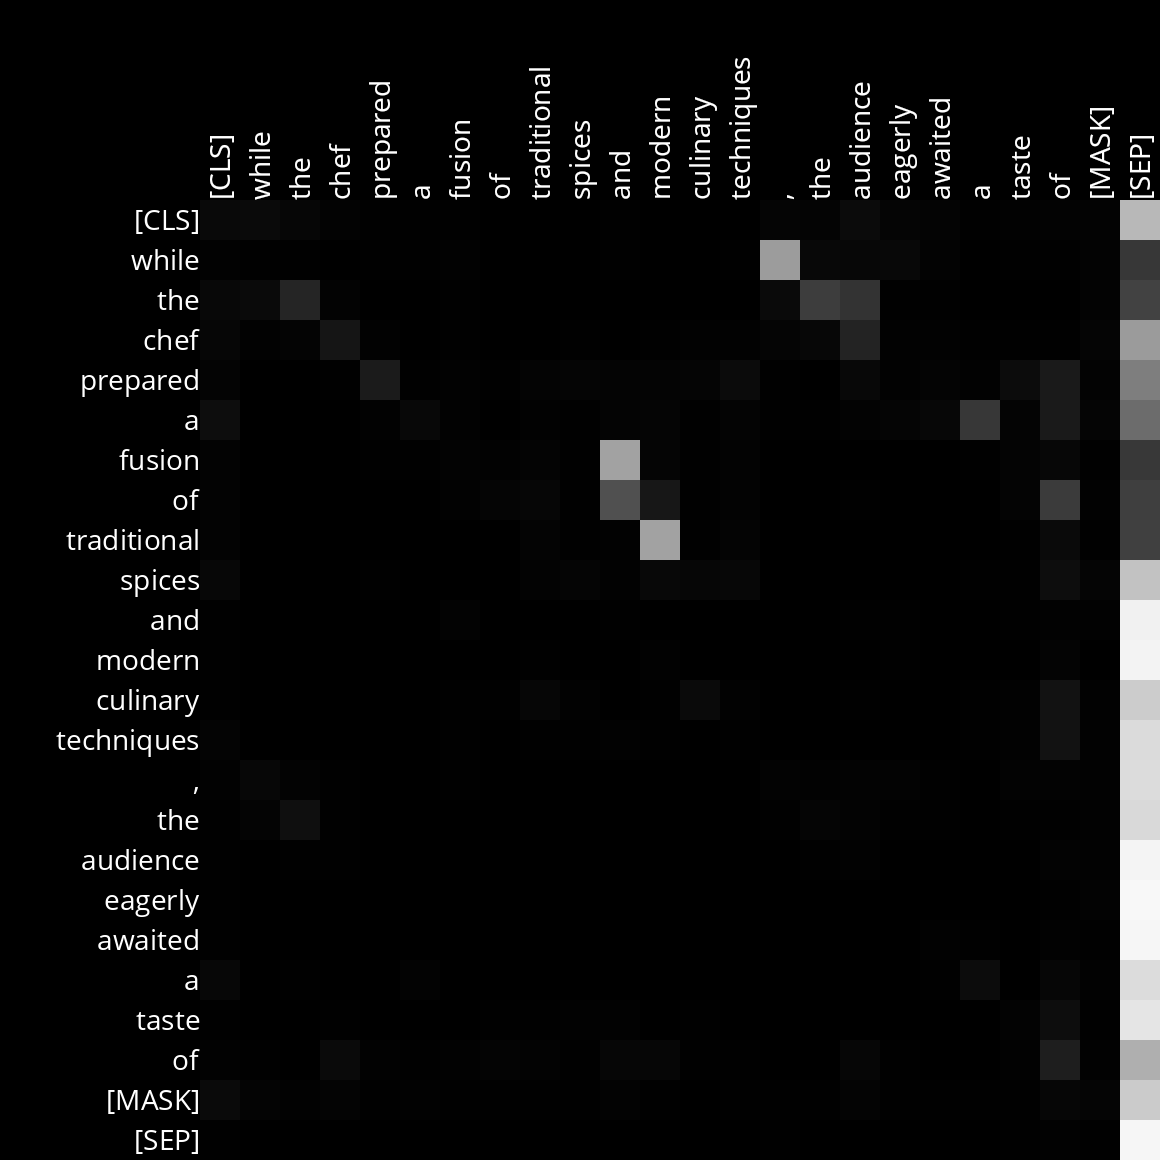 [CLS] while the chef prepared a fusion of traditional spices and modern culinary techniques , the audience eagerly awaited a taste of [MASK] [SEP]
[CLS]
while
the
chef
prepared
a
fusion
of
traditional
spices
and
modern
culinary
techniques
,
the
audience
eagerly
awaited
a
taste
of
[MASK]
[SEP]